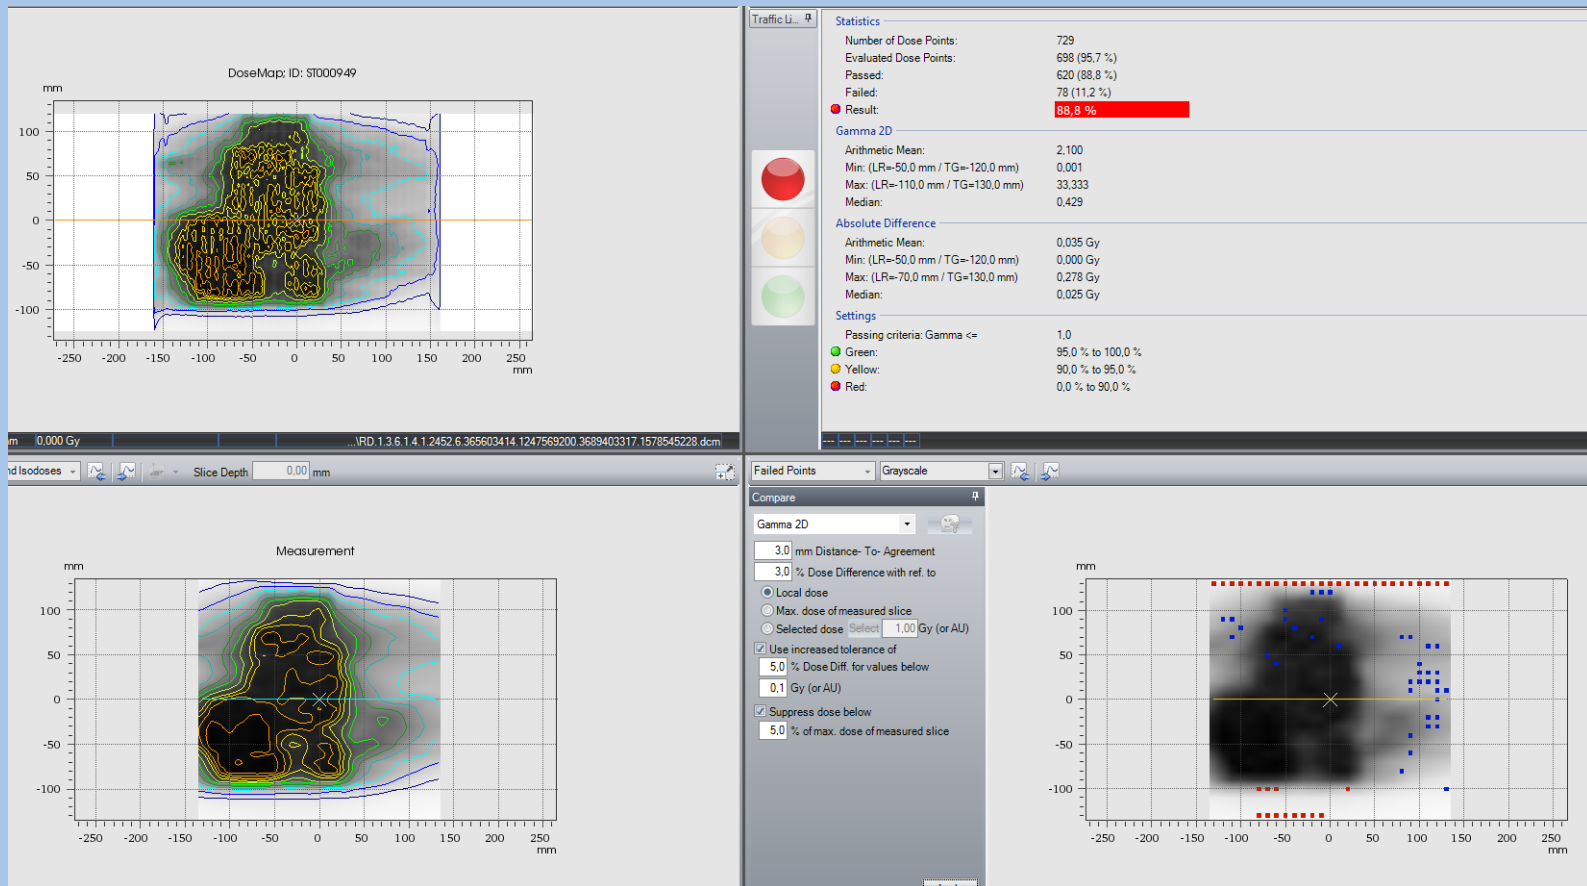 DoseMap; ID: ST000949
mm
100
50
0
-50
-100
-250 -200 -150 -100 -50 0 50 100 150 200 250
mm
0,000 Gy ...\RD.1.3.6.1.4.1.2452.6.365603414.1247569200.3689403317.1578545228.dcm
Traffic Li...
Statistics
Number of Dose Points: 729
Evaluated Dose Points: 698 (95,7 %)
Passed: 620 (88,8 %)
Failed: 78 (11,2 %)
Result: 88,8 %
Gamma 2D
Arithmetic Mean: 2,100
Min: (LR=-50,0 mm / TG=-120,0 mm) 0,001
Max: (LR=-110,0 mm / TG=130,0 mm) 33,333
Median: 0,429
Absolute Difference
Arithmetic Mean: 0,035 Gy
Min: (LR=-50,0 mm / TG=-120,0 mm) 0,000 Gy
Max: (LR=-70,0 mm / TG=130,0 mm) 0,278 Gy
Median: 0,025 Gy
Settings
Passing criteria: Gamma <= 1,0
Green: 95,0 % to 100,0 %
Yellow: 90,0 % to 95,0 %
Red: 0,0 % to 90,0 %
--- --- --- --- --- ---
nd Isodoses Slice Depth 0,00 mm
Measurement
mm
100
50
0
-50
-100
-250 -200 -150 -100 -50 0 50 100 150 200 250
mm
Failed Points Grayscale
Compare
Gamma 2D
3,0 mm Distance- To- Agreement
3,0 % Dose Difference with ref. to
Local dose
Max. dose of measured slice
Selected dose Select 1,00 Gy (or AU)
Use increased tolerance of
5,0 % Dose Diff. for values below
0,1 Gy (or AU)
Suppress dose below
5,0 % of max. dose of measured slice
mm
100
50
0
-50
-100
-250 -200 -150 -100 -50 0 50 100 150 200 250
mm